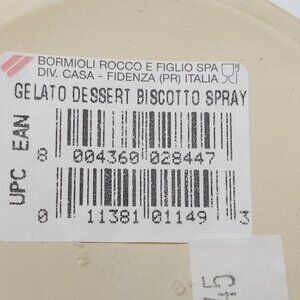 BORMIOLI ROCCO E FIGLIO SPA
DIV. CASA - FIDENZA (PR) ITALIA
GELATO DESSERT BISCOTTO SPRAY
UPC EAN
8 004360 028447
0 11381 01149 3
45